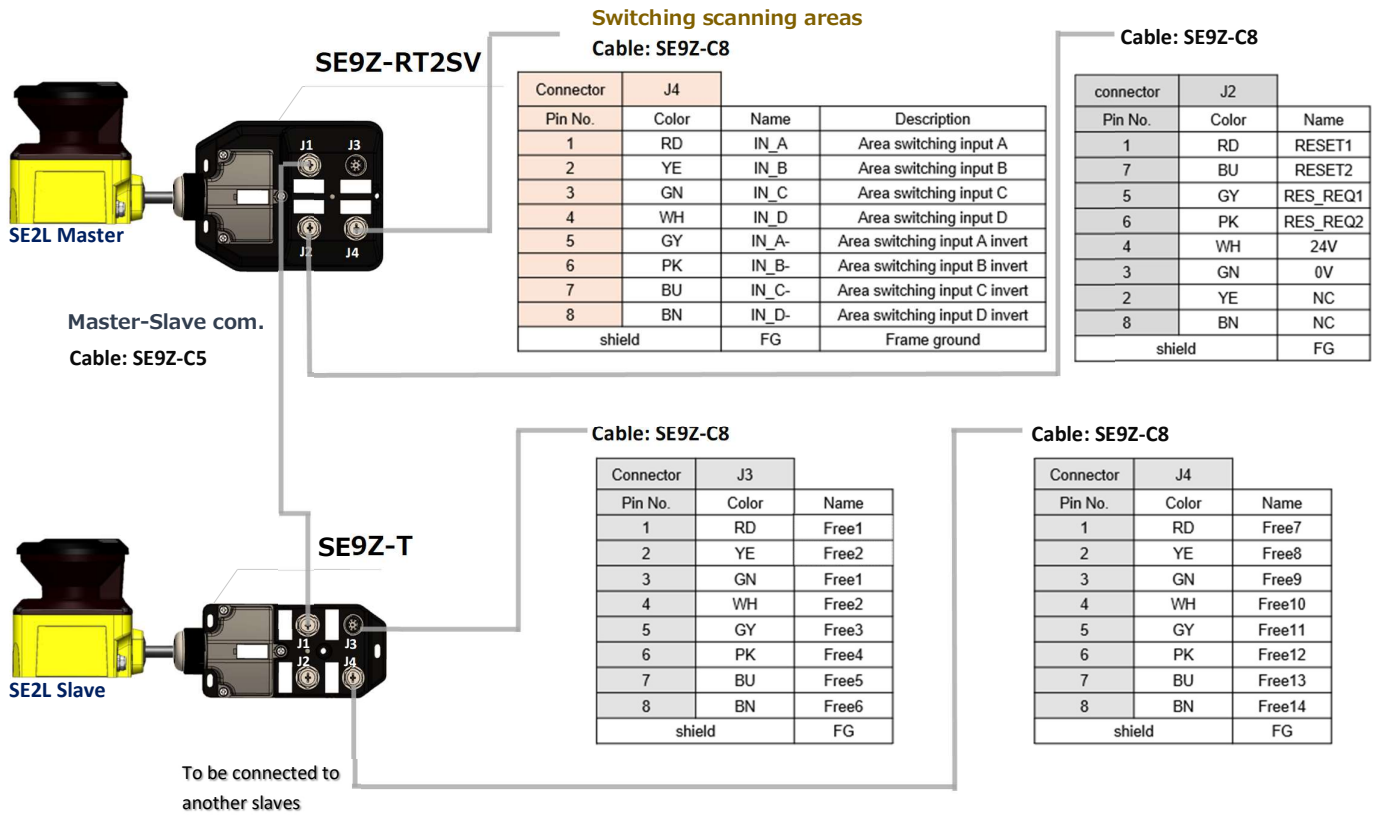 Switching scanning areas
Cable: SE9Z-C8
Cable: SE9Z-C8
SE9Z-RT2SV
J1 J3
J2 J4
SE2L Master
Connector J4
Pin No. Color Name Description
1 RD IN_A Area switching input A
2 YE IN_B Area switching input B
3 GN IN_C Area switching input C
4 WH IN_D Area switching input D
5 GY IN_A- Area switching input A invert
6 PK IN_B- Area switching input B invert
7 BU IN_C- Area switching input C invert
8 BN IN_D- Area switching input D invert
shield FG Frame ground
connector J2
Pin No. Color Name
1 RD RESET1
7 BU RESET2
5 GY RES_REQ1
6 PK RES_REQ2
4 WH 24V
3 GN 0V
2 YE NC
8 BN NC
shield FG
Master-Slave com.
Cable: SE9Z-C5
Cable: SE9Z-C8
Cable: SE9Z-C8
SE9Z-T
J1 J3
J2 J4
SE2L Slave
Connector J3
Pin No. Color Name
1 RD Free1
2 YE Free2
3 GN Free1
4 WH Free2
5 GY Free3
6 PK Free4
7 BU Free5
8 BN Free6
shield FG
Connector J4
Pin No. Color Name
1 RD Free7
2 YE Free8
3 GN Free9
4 WH Free10
5 GY Free11
6 PK Free12
7 BU Free13
8 BN Free14
shield FG
To be connected to
another slaves